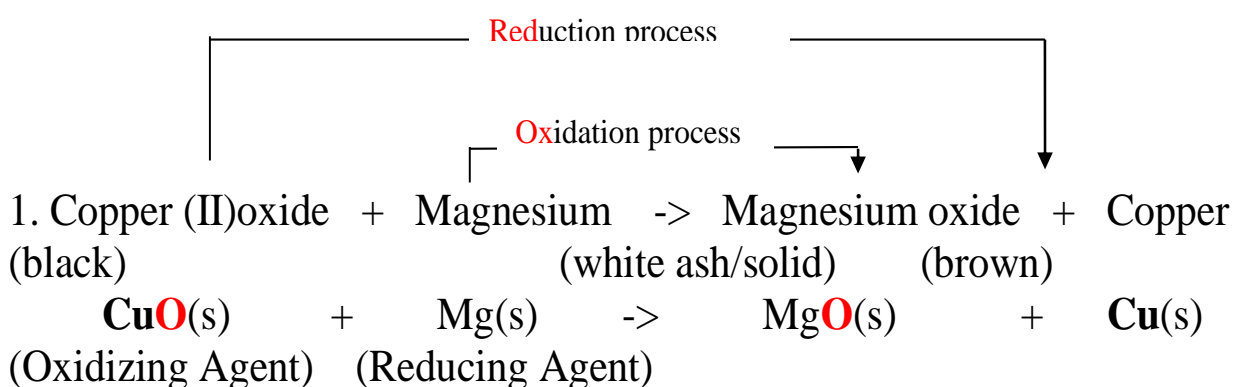 Reduction process
Oxidation process
1. Copper (II)oxide + Magnesium -> Magnesium oxide + Copper
(black) (white ash/solid) (brown)
CuO(s) + Mg(s) -> MgO(s) + Cu(s)
(Oxidizing Agent) (Reducing Agent)